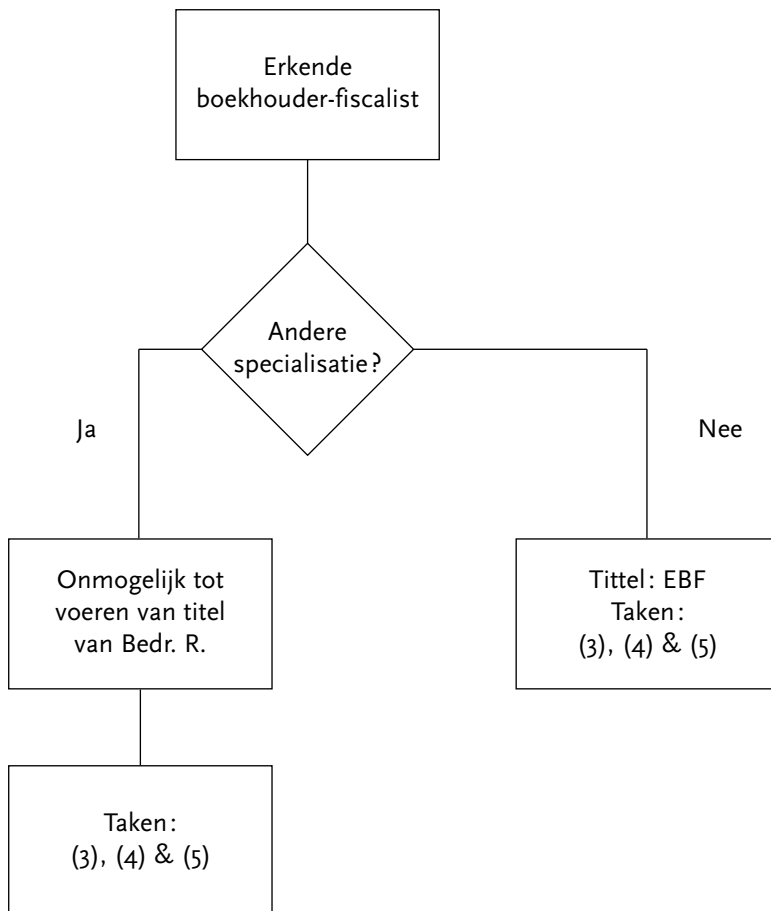 Erkende
boekhouder-fiscalist
Andere
specialisatie?
Ja
Nee
Onmogelijk tot
voeren van titel
van Bedr. R.
Tittel: EBF
Taken:
(3), (4) & (5)
Taken:
(3), (4) & (5)